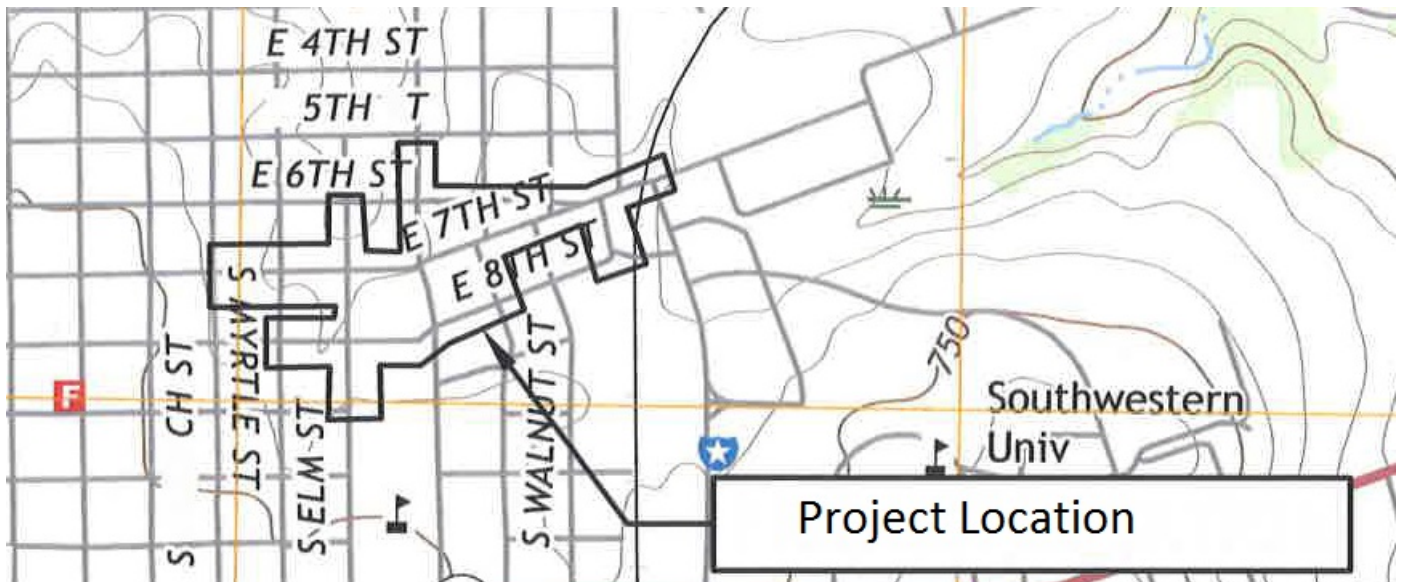 E 4TH ST
5TH T
E 6TH ST
E 7TH ST
E 8TH ST
S MYRTLE ST
CH ST
S
S ELM ST
S WALNUT ST
750
Southwestern
Univ
F
Project Location